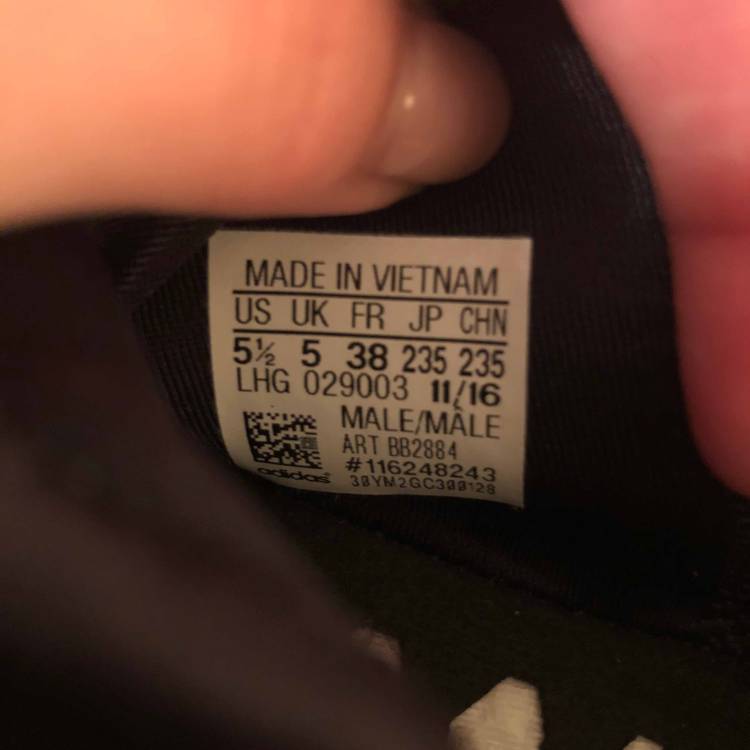 MADE IN VIETNAM
US UK FR JP CHN
5½ 5 38 235 235
LHG 029003 11/16
MALE/MÂLE
ART BB2884
#116248243
adidas
30YM2GC300128